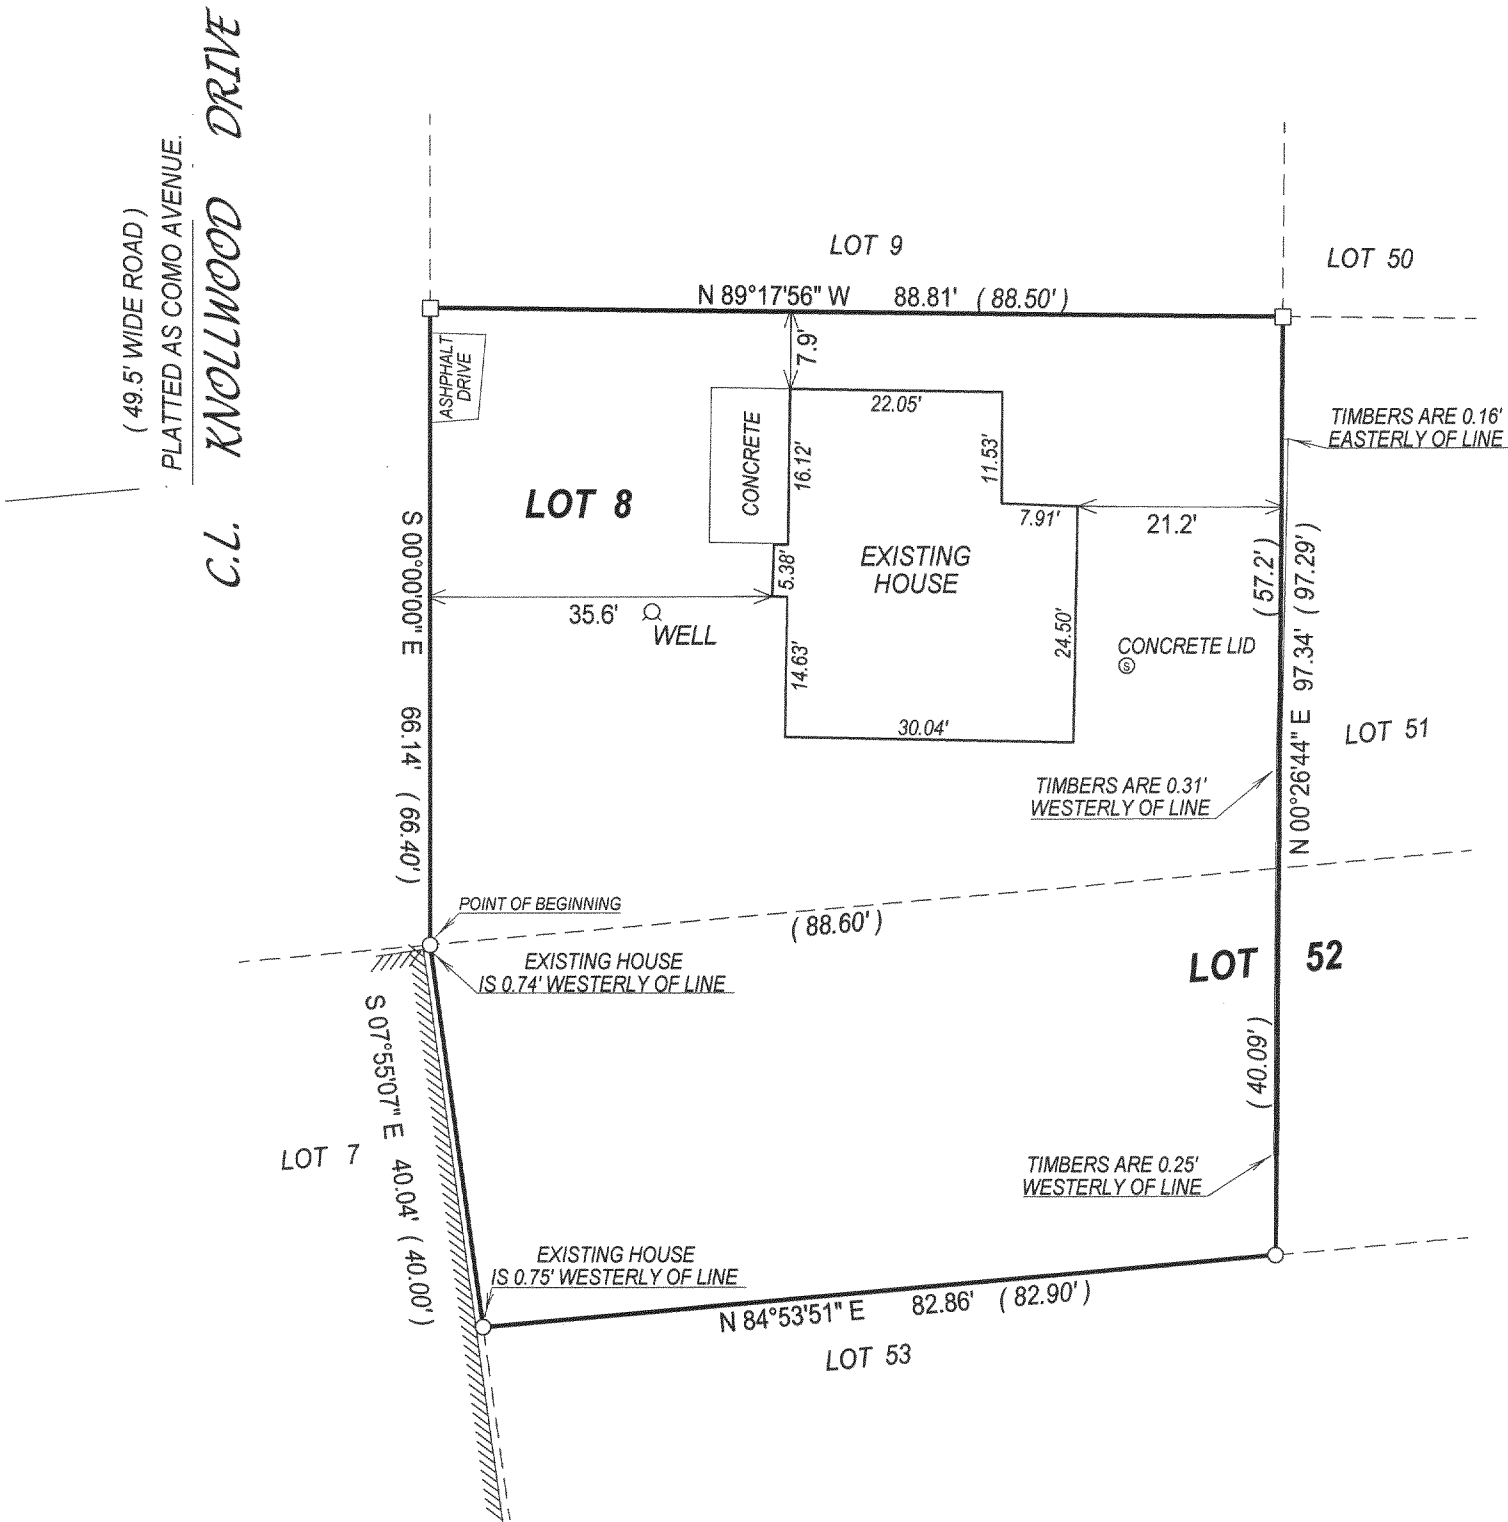 ( 49.5' WIDE ROAD )
PLATTED AS COMO AVENUE.
C.L. KNOLLWOOD DRIVE
LOT 9
LOT 50
N 89°17'56" W 88.81' ( 88.50' )
7.9'
ASHPHALT
DRIVE
CONCRETE
22.05'
16.12'
11.53'
TIMBERS ARE 0.16'
EASTERLY OF LINE
LOT 8
7.91'
21.2'
EXISTING
HOUSE
5.38'
35.6'
WELL
14.63'
24.50'
30.04'
CONCRETE LID
S
( 57.2' )
N 00°26'44" E 97.34' ( 97.29' )
S 00°00'00" E 66.14' ( 66.40' )
LOT 51
TIMBERS ARE 0.31'
WESTERLY OF LINE
POINT OF BEGINNING
( 88.60' )
EXISTING HOUSE
IS 0.74' WESTERLY OF LINE
LOT 52
( 40.09' )
S 07°55'07" E 40.04' ( 40.00' )
LOT 7
TIMBERS ARE 0.25'
WESTERLY OF LINE
EXISTING HOUSE
IS 0.75' WESTERLY OF LINE
N 84°53'51" E 82.86' ( 82.90' )
LOT 53